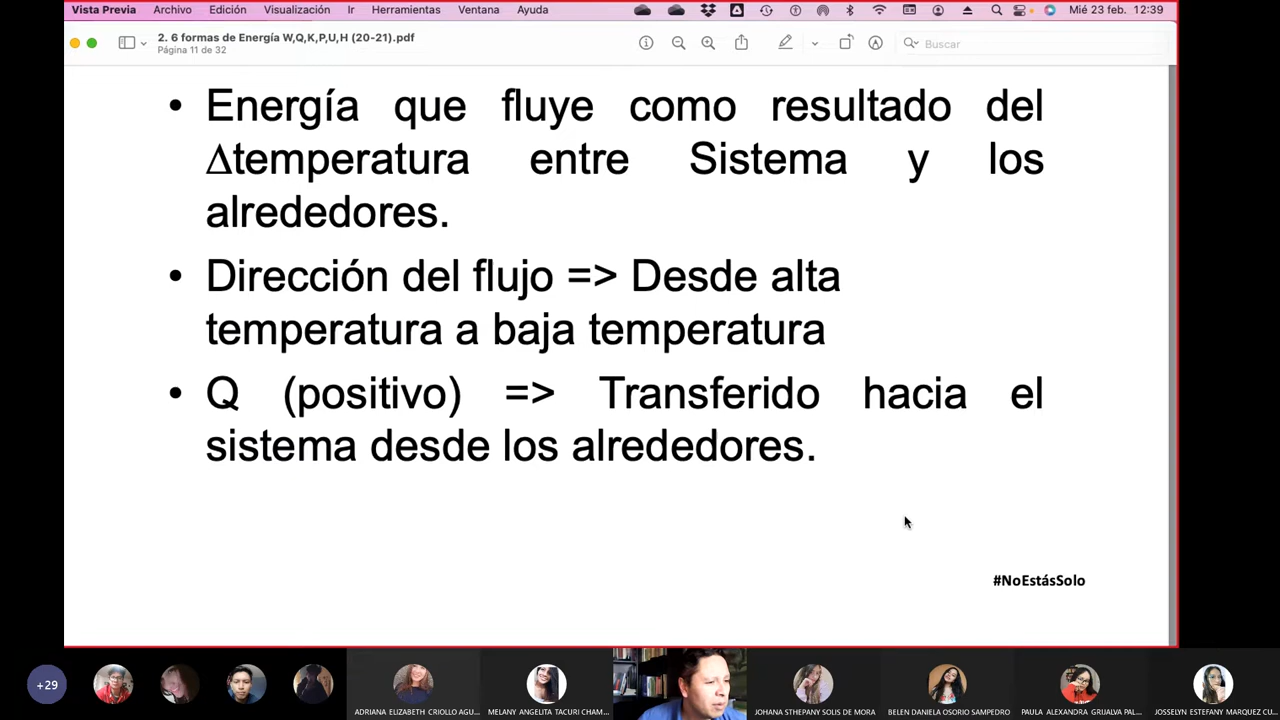 Vista Previa Archivo Edición Visualización Ir Herramientas Ventana Ayuda Mié 23 feb. 12:39
2. 6 formas de Energía W,Q,K,P,U,H (20-21).pdf
Página 11 de 32
Buscar
• Energía que fluye como resultado del
∆temperatura entre Sistema y los
alrededores.
• Dirección del flujo => Desde alta
temperatura a baja temperatura
• Q (positivo) => Transferido hacia el
sistema desde los alrededores.
#NoEstásSolo
+29
ADRIANA ELIZABETH CRIOLLO AGU...
MELANY ANGELITA TACURI CHAM...
JOHANA STHEPANY SOLIS DE MORA
BELEN DANIELA OSORIO SAMPEDRO
PAULA ALEXANDRA GRIJALVA PAL...
JOSSELYN ESTEFANY MARQUEZ CU...